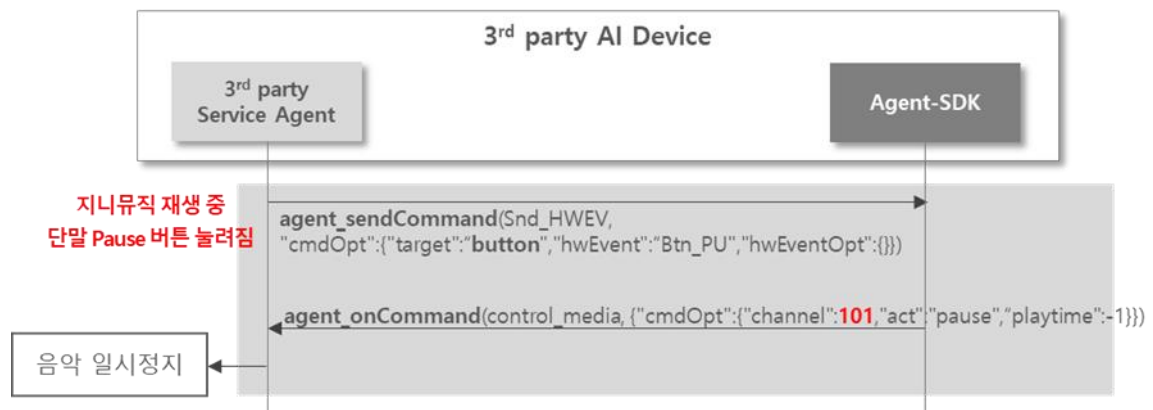 3rd party AI Device
3rd party
Service Agent
Agent-SDK
지니뮤직 재생 중
단말 Pause 버튼 눌려짐
agent_sendCommand(Snd_HWEV,
"cmdOpt":{"target":"button","hwEvent":"Btn_PU","hwEventOpt":{}})
agent_onCommand(control_media, {"cmdOpt":{"channel":101,"act":"pause","playtime":-1}})
음악 일시정지